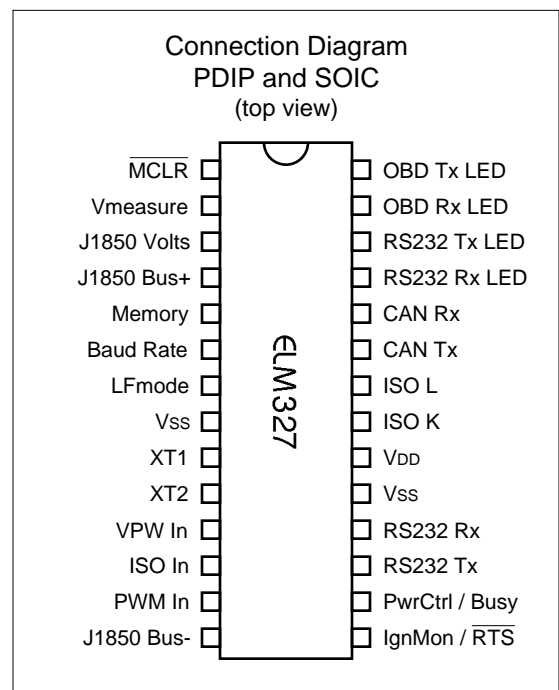 Connection Diagram
PDIP and SOIC
(top view)
MCLR
OBD Tx LED
Vmeasure
OBD Rx LED
J1850 Volts
RS232 Tx LED
J1850 Bus+
RS232 Rx LED
Memory
CAN Rx
Baud Rate
CAN Tx
LFmode
ISO L
Vss
ISO K
XT1
VDD
XT2
Vss
VPW In
RS232 Rx
ISO In
RS232 Tx
PWM In
PwrCtrl / Busy
J1850 Bus-
IgnMon / RTS
ELM327